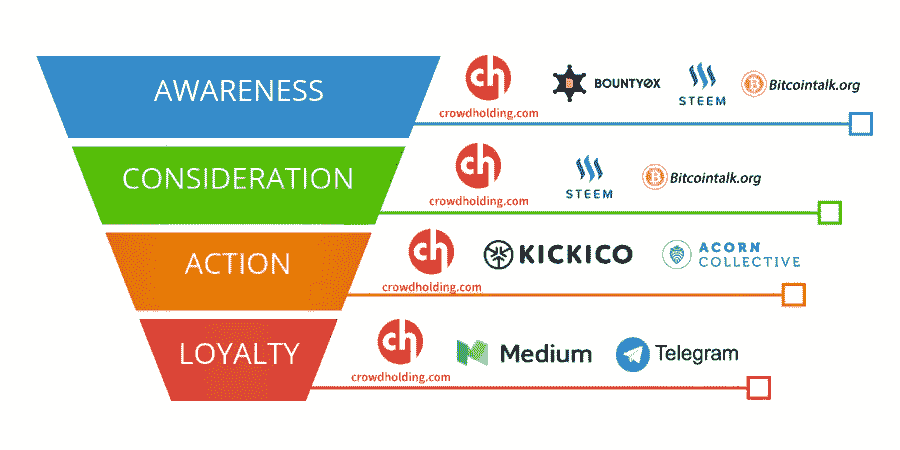 AWARENESS
ch
crowdholding.com
BOUNTY0X
STEEM
Bitcointalk.org
CONSIDERATION
ch
crowdholding.com
STEEM
Bitcointalk.org
ACTION
ch
crowdholding.com
KICKICO
ACORN
COLLECTIVE
LOYALTY
ch
crowdholding.com
Medium
Telegram